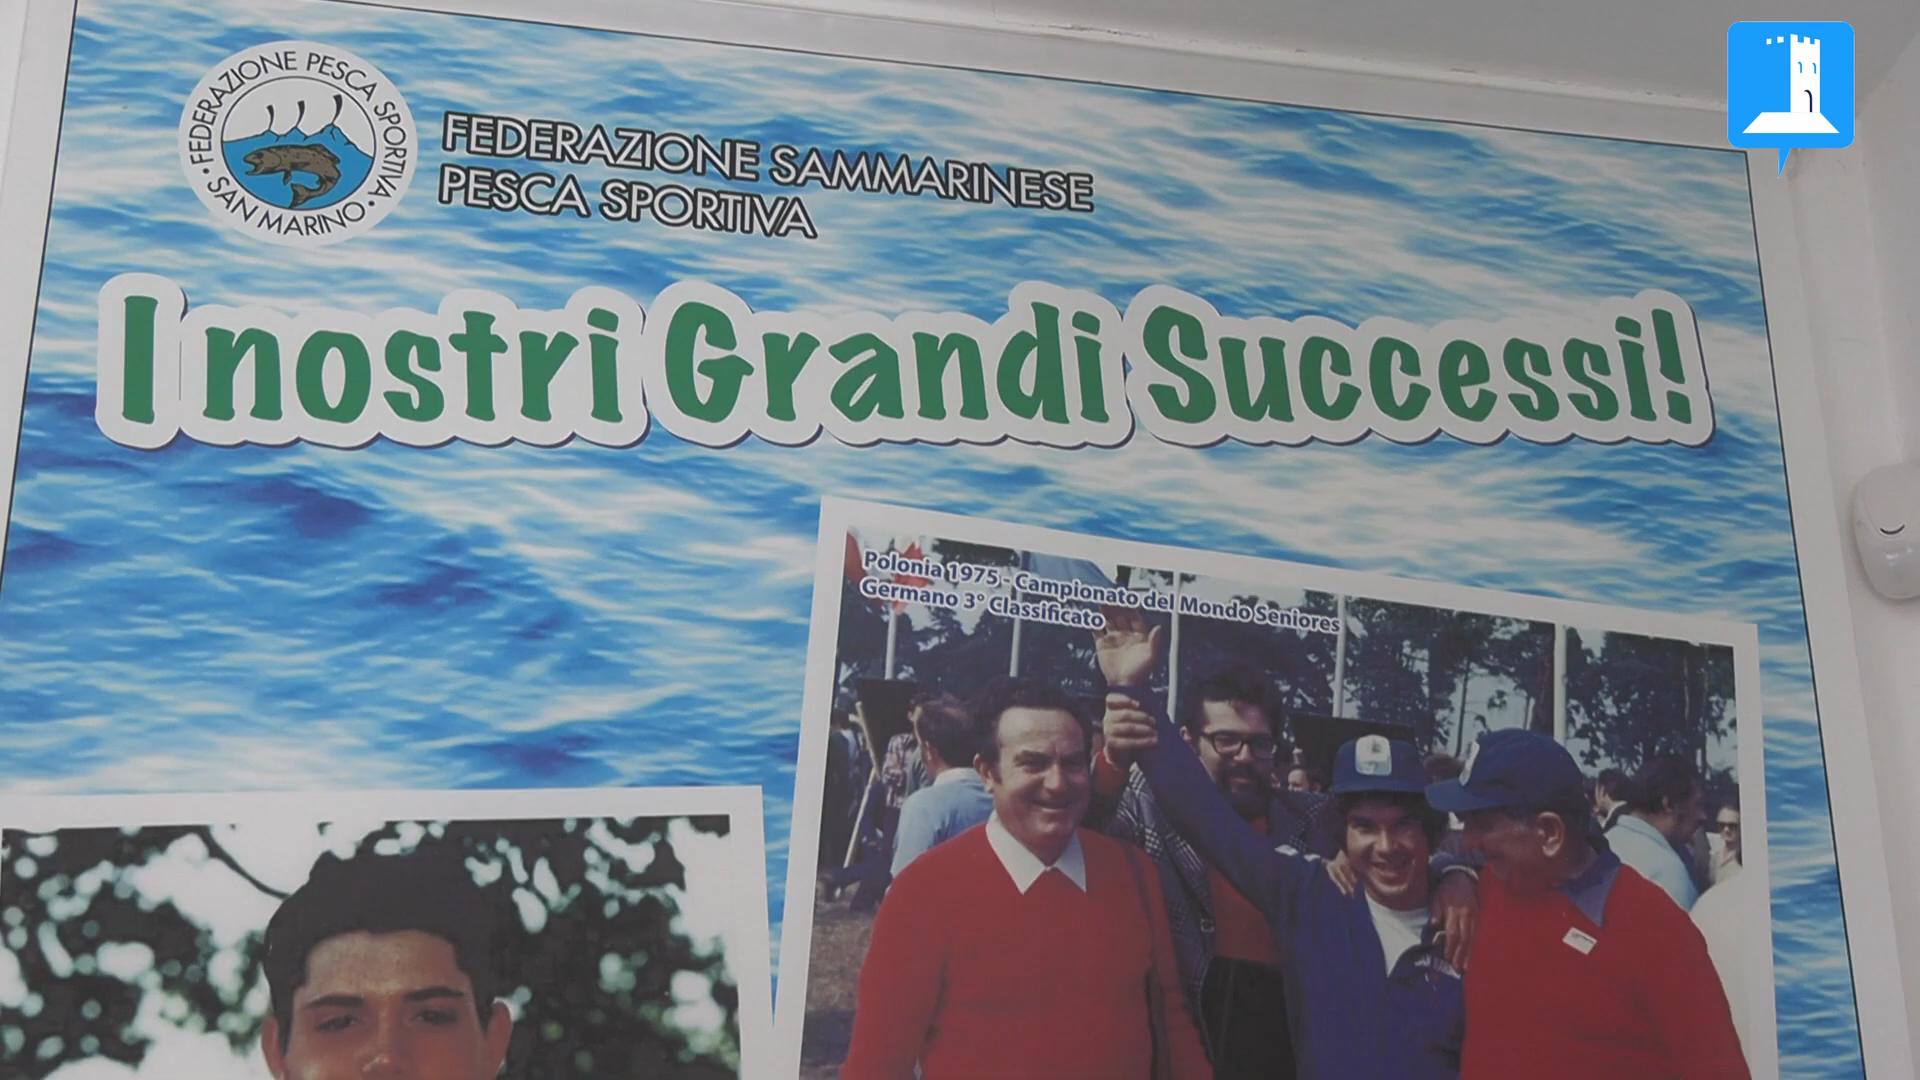 FEDERAZIONE PESCA SPORTIVA
• SAN MARINO •
FEDERAZIONE SAMMARINESE
PESCA SPORTIVA
I nostri Grandi Successi!
Polonia 1975 - Campionato del Mondo Seniores
Germano 3° Classificato